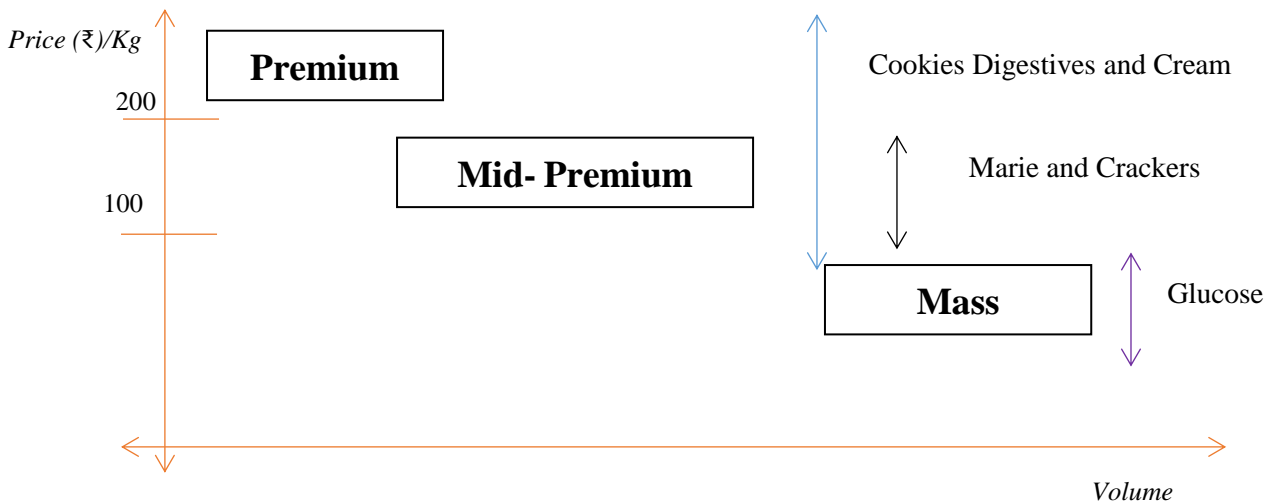 Price (₹)/Kg
Premium
Cookies Digestives and Cream
200
Mid- Premium
Marie and Crackers
100
Mass
Glucose
Volume